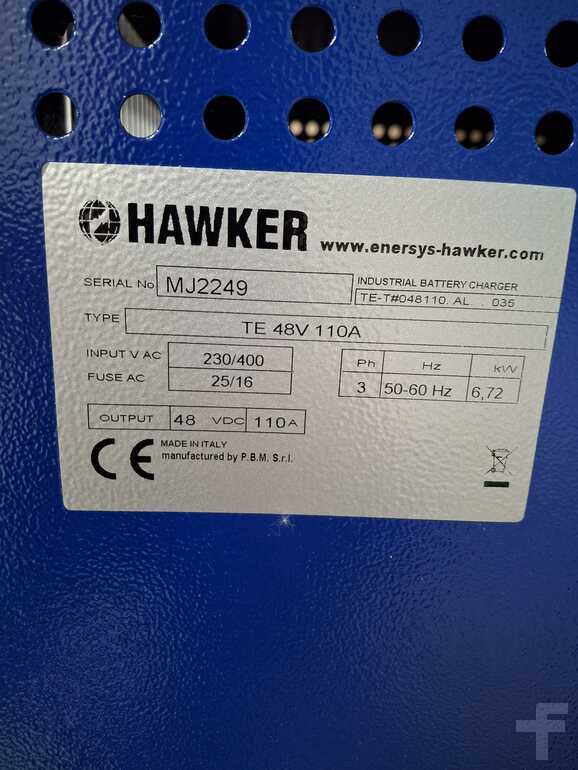 HAWKER www.enersys-hawker.com
SERIAL No MJ2249 INDUSTRIAL BATTERY CHARGER
TE-T#048110. AL . 035
TYPE TE 48V 110A
INPUT V AC 230/400 Ph Hz kW
FUSE AC 25/16 3 50-60 Hz 6,72
OUTPUT 48 VDC 110 A
CE MADE IN ITALY
manufactured by P.B.M. S.r.l.